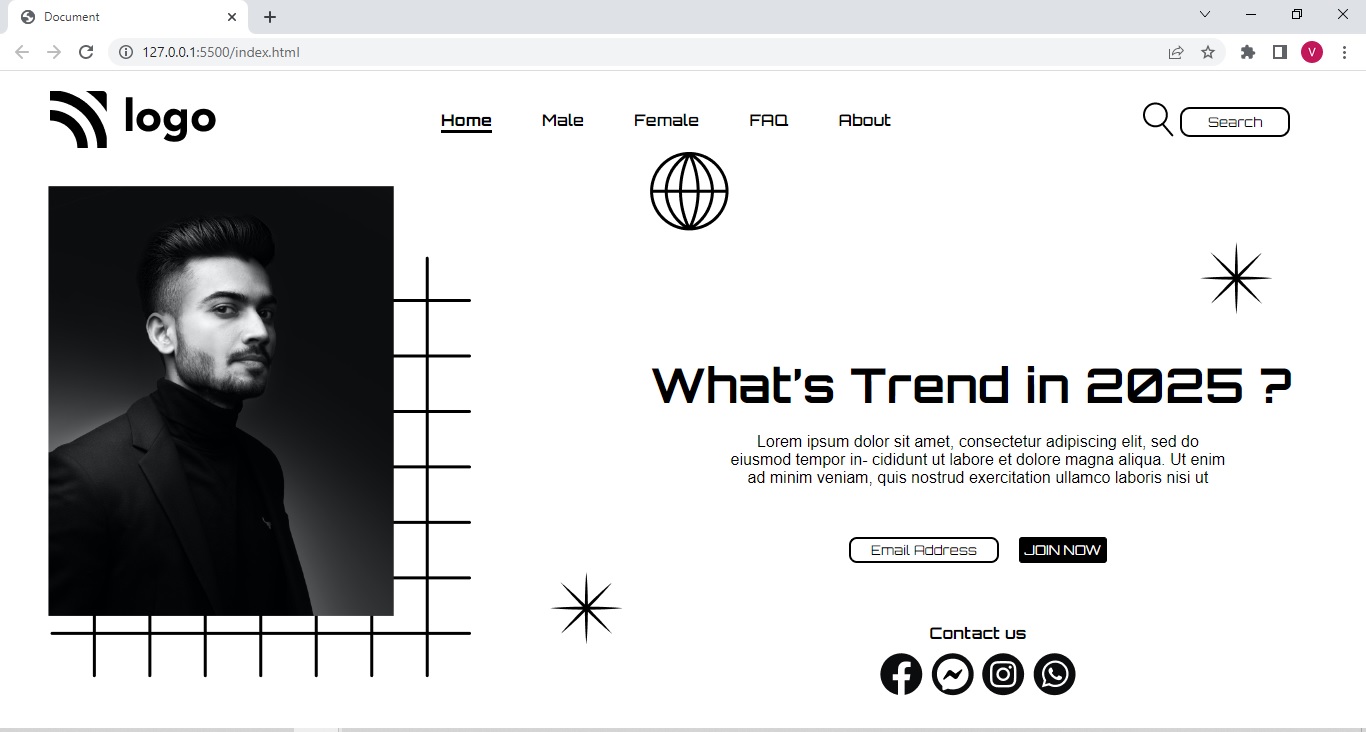 Document
127.0.0.1:5500/index.html
V
logo
Home Male Female FAQ About
Search
What's Trend in 2025 ?
Lorem ipsum dolor sit amet, consectetur adipiscing elit, sed do
eiusmod tempor in- cididunt ut labore et dolore magna aliqua. Ut enim
ad minim veniam, quis nostrud exercitation ullamco laboris nisi ut
Email Address JOIN NOW
Contact us